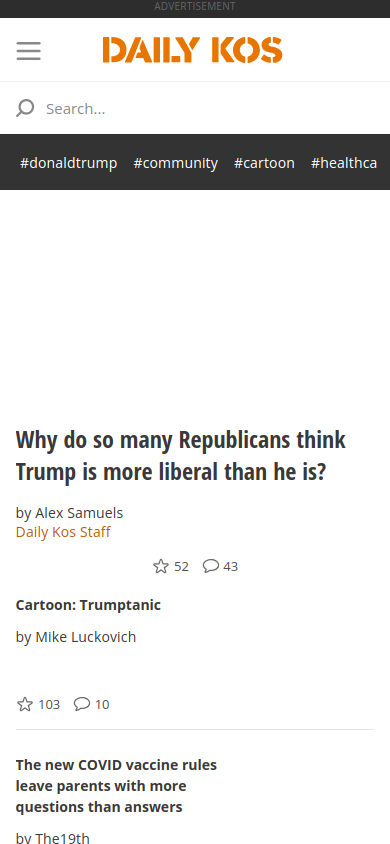 ADVERTISEMENT
DAILY KOS
Search...
#donaldtrump #community #cartoon #healthca
Why do so many Republicans think
Trump is more liberal than he is?
by Alex Samuels
Daily Kos Staff
52 43
Cartoon: Trumptanic
by Mike Luckovich
103 10
The new COVID vaccine rules
leave parents with more
questions than answers
by The19th